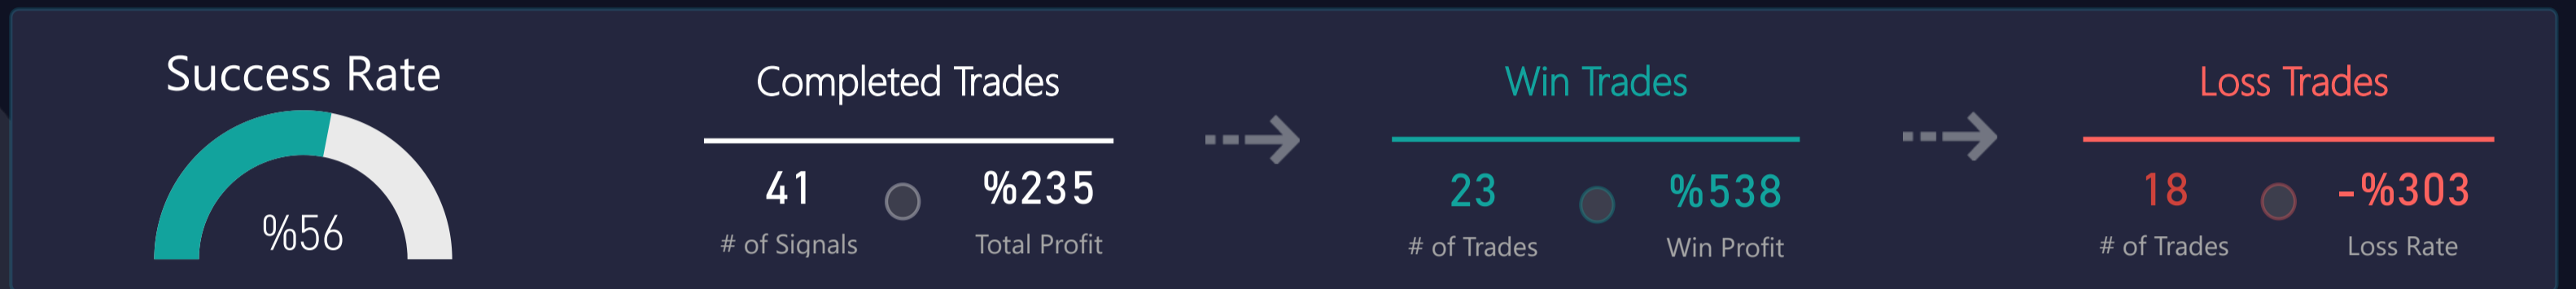 Success Rate
%56
Completed Trades
41
%235
# of Signals
Total Profit
Win Trades
23
%538
# of Trades
Win Profit
Loss Trades
18
-%303
# of Trades
Loss Rate